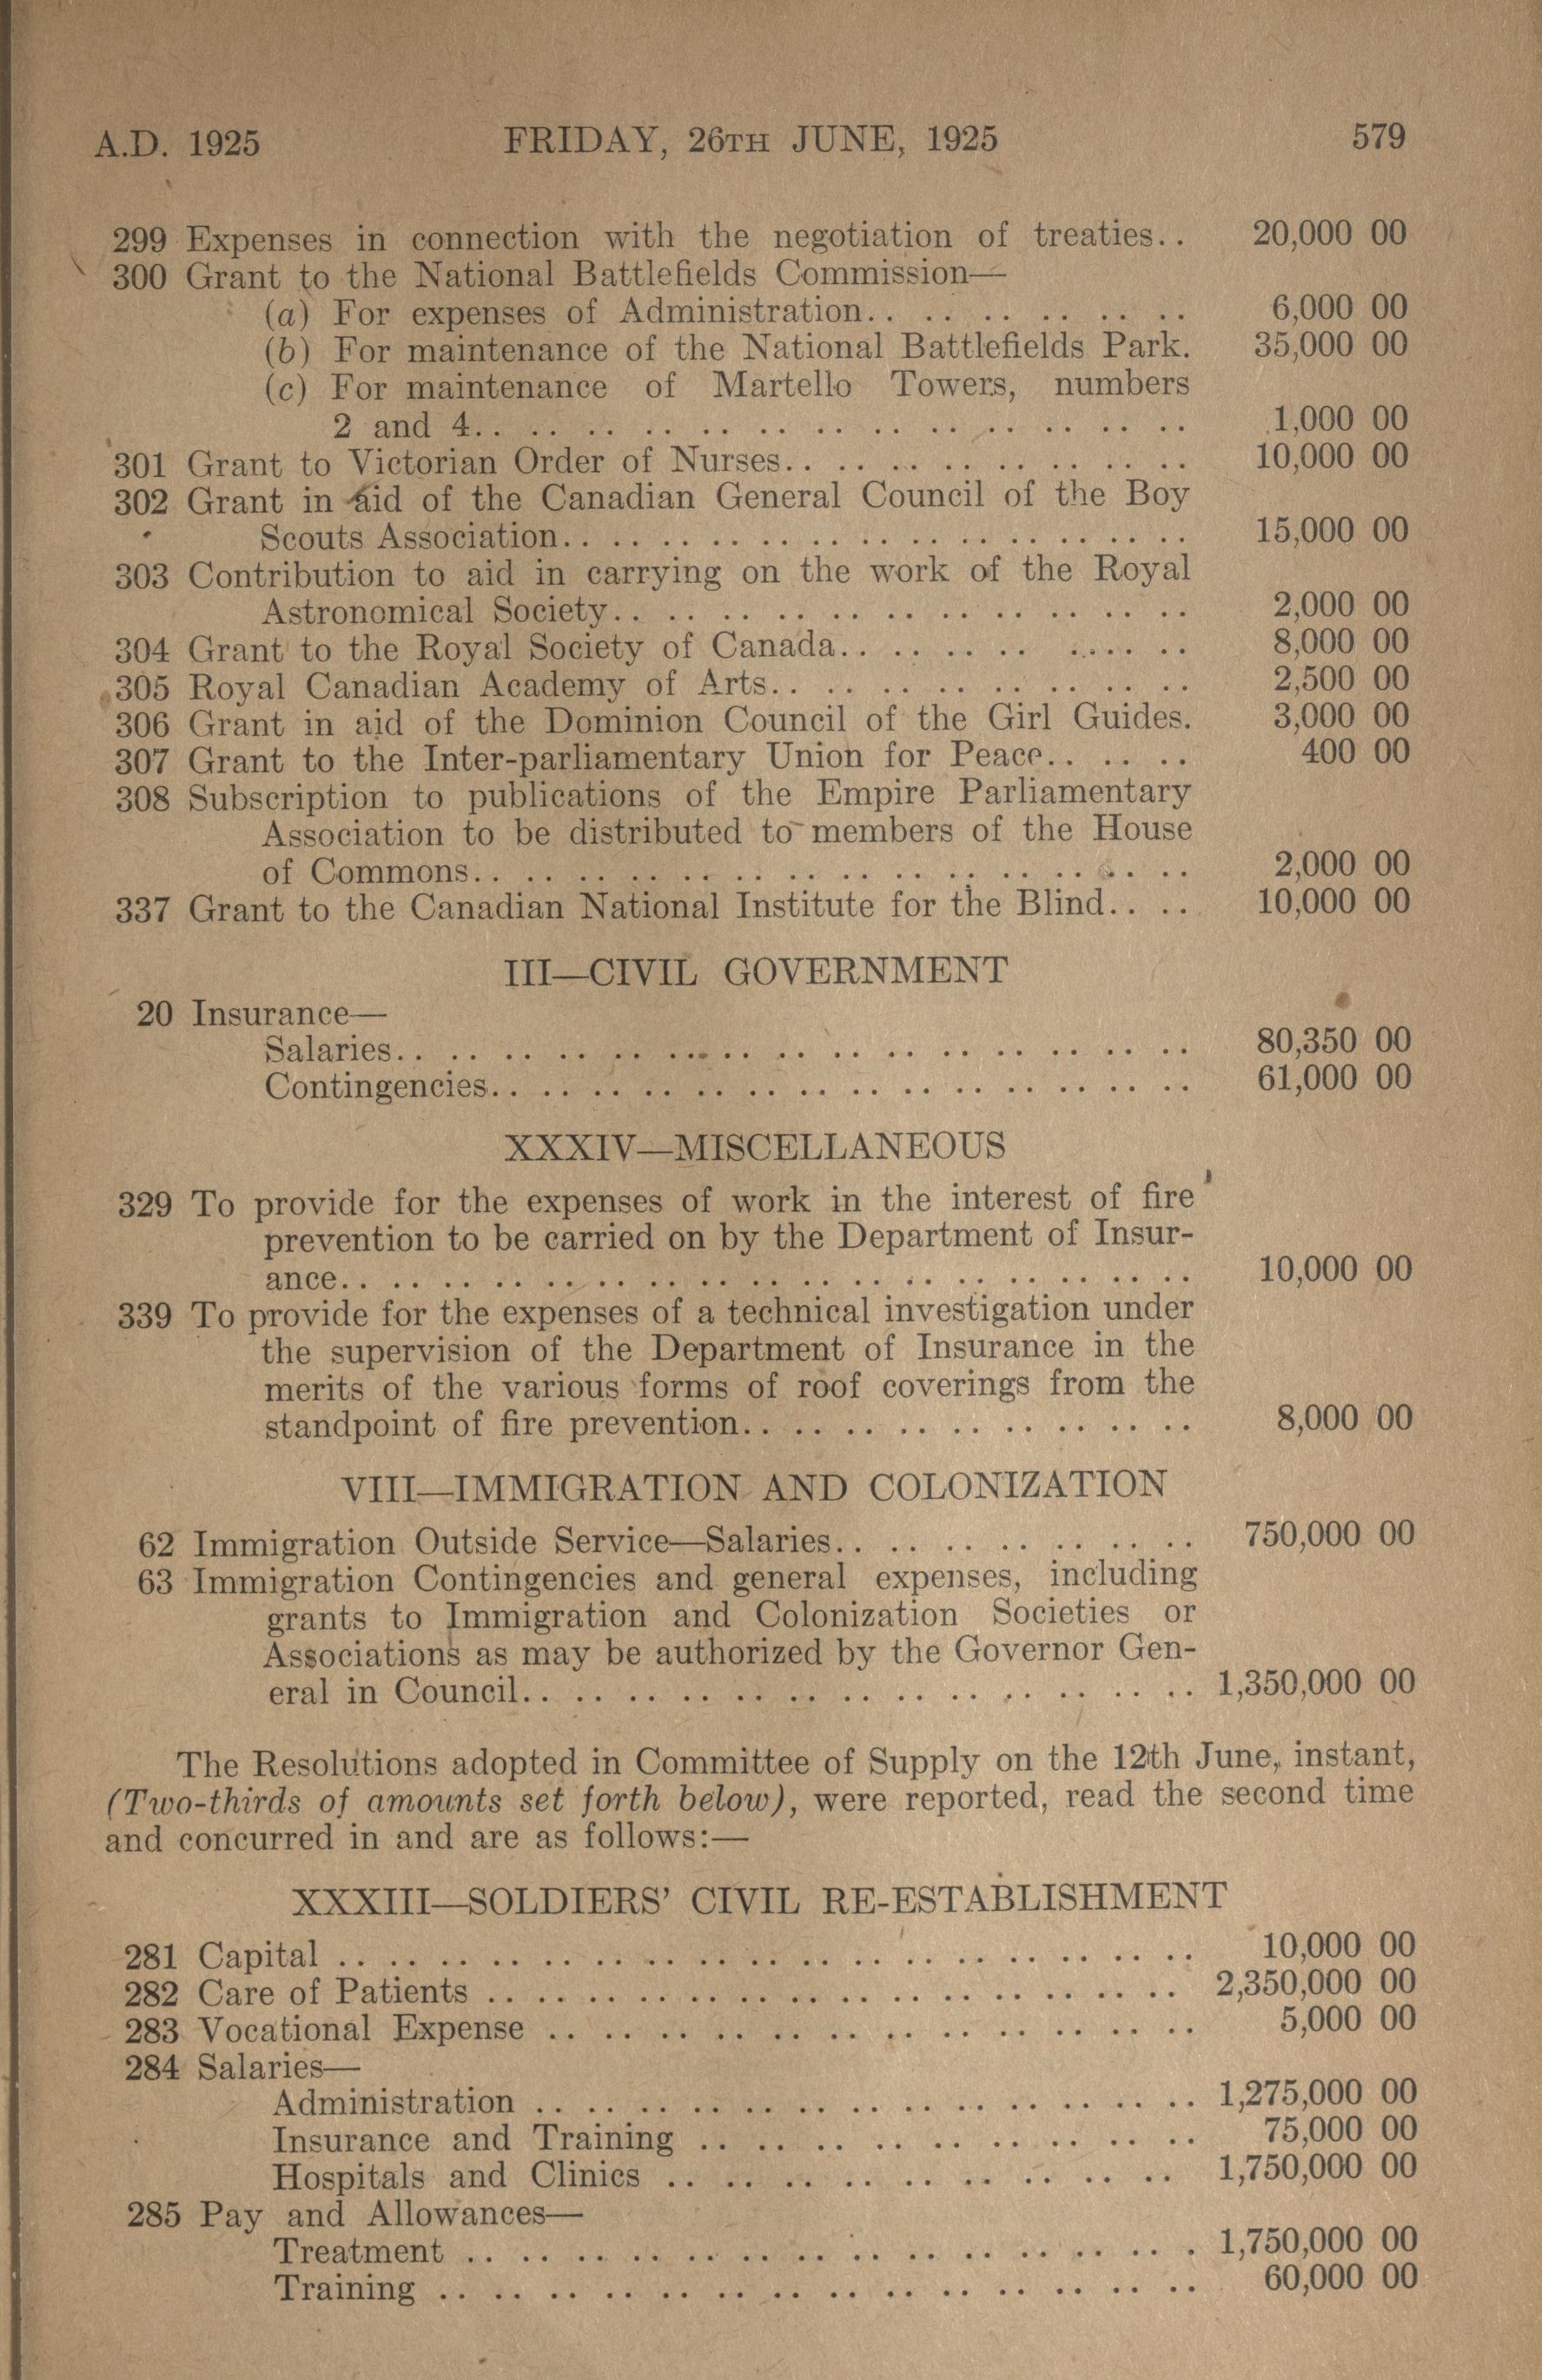 A.D. 1925 FRIDAY, 26TH JUNE, 1925 579
299 Expenses in connection with the negotiation of treaties.. 20,000 00
300 Grant to the National Battlefields Commission—
(a) For expenses of Administration.. .. .. .. .. .. .. 6,000 00
(b) For maintenance of the National Battlefields Park. 35,000 00
(c) For maintenance of Martello Towers, numbers
2 and 4.. .. .. .. .. .. .. .. .. .. .. .. .. .. 1,000 00
301 Grant to Victorian Order of Nurses.. .. .. .. .. .. .. .. 10,000 00
302 Grant in aid of the Canadian General Council of the Boy
Scouts Association.. .. .. .. .. .. .. .. .. .. .. .. .. 15,000 00
303 Contribution to aid in carrying on the work of the Royal
Astronomical Society.. .. .. .. .. .. .. .. .. .. .. 2,000 00
304 Grant to the Royal Society of Canada.. .. .. .. .. .. .. 8,000 00
305 Royal Canadian Academy of Arts.. .. .. .. .. .. .. .. 2,500 00
306 Grant in aid of the Dominion Council of the Girl Guides. 3,000 00
307 Grant to the Inter-parliamentary Union for Peace.. .. .. 400 00
308 Subscription to publications of the Empire Parliamentary
Association to be distributed to members of the House
of Commons.. .. .. .. .. .. .. .. .. .. .. .. .. .. 2,000 00
337 Grant to the Canadian National Institute for the Blind.. .. 10,000 00
III—CIVIL GOVERNMENT
20 Insurance—
Salaries.. .. .. .. .. .. .. .. .. .. .. .. .. .. .. 80,350 00
Contingencies.. .. .. .. .. .. .. .. .. .. .. .. .. .. 61,000 00
XXXIV—MISCELLANEOUS
329 To provide for the expenses of work in the interest of fire
prevention to be carried on by the Department of Insur-
ance.. .. .. .. .. .. .. .. .. .. .. .. .. .. .. .. .. 10,000 00
339 To provide for the expenses of a technical investigation under
the supervision of the Department of Insurance in the
merits of the various forms of roof coverings from the
standpoint of fire prevention.. .. .. .. .. .. .. .. .. 8,000 00
VIII—IMMIGRATION AND COLONIZATION
62 Immigration Outside Service—Salaries.. .. .. .. .. .. .. 750,000 00
63 Immigration Contingencies and general expenses, including
grants to Immigration and Colonization Societies or
Associations as may be authorized by the Governor Gen-
eral in Council.. .. .. .. .. .. .. .. .. .. .. .. .. 1,350,000 00
The Resolutions adopted in Committee of Supply on the 12th June, instant,
(Two-thirds of amounts set forth below), were reported, read the second time
and concurred in and are as follows:—
XXXIII—SOLDIERS' CIVIL RE-ESTABLISHMENT
281 Capital .. .. .. .. .. .. .. .. .. .. .. .. .. .. .. .. .. 10,000 00
282 Care of Patients .. .. .. .. .. .. .. .. .. .. .. .. .. .. 2,350,000 00
283 Vocational Expense .. .. .. .. .. .. .. .. .. .. .. .. 5,000 00
284 Salaries—
Administration .. .. .. .. .. .. .. .. .. .. .. .. .. 1,275,000 00
Insurance and Training .. .. .. .. .. .. .. .. .. 75,000 00
Hospitals and Clinics .. .. .. .. .. .. .. .. .. 1,750,000 00
285 Pay and Allowances—
Treatment .. .. .. .. .. .. .. .. .. .. .. .. .. . 1,750,000 00
Training .. .. .. .. .. .. .. .. .. .. .. .. .. .. 60,000 00